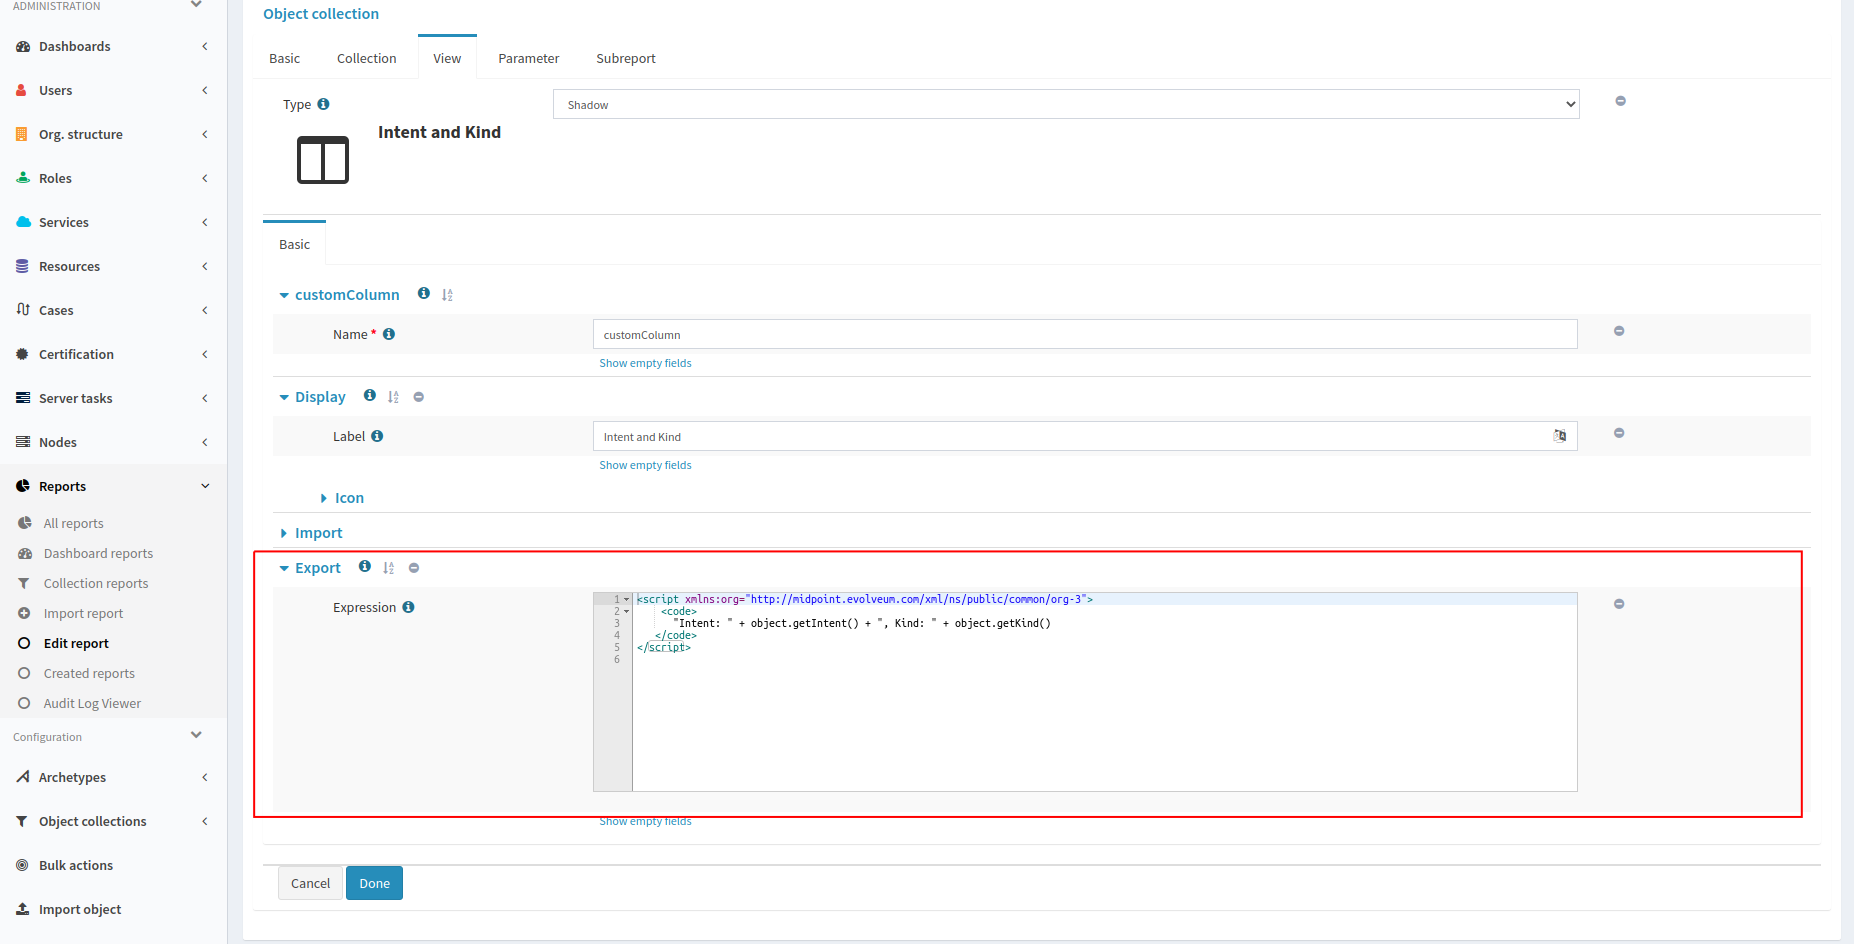 ADMINISTRATION
Dashboards
Users
Org. structure
Roles
Services
Resources
Cases
Certification
Server tasks
Nodes
Reports
All reports
Dashboard reports
Collection reports
Import report
Edit report
Created reports
Audit Log Viewer
Configuration
Archetypes
Object collections
Bulk actions
Import object
Object collection
Basic Collection View Parameter Subreport
Type Shadow
Intent and Kind
Basic
customColumn
Name * customColumn
Show empty fields
Display
Label Intent and Kind
Show empty fields
Icon
Import
Export
Expression
1 <script xmlns:org="http://midpoint.evolveum.com/xml/ns/public/common/org-3">
2 <code>
3 "Intent: " + object.getIntent() + ", Kind: " + object.getKind()
4 </code>
5 </script>
6
Show empty fields
Cancel Done